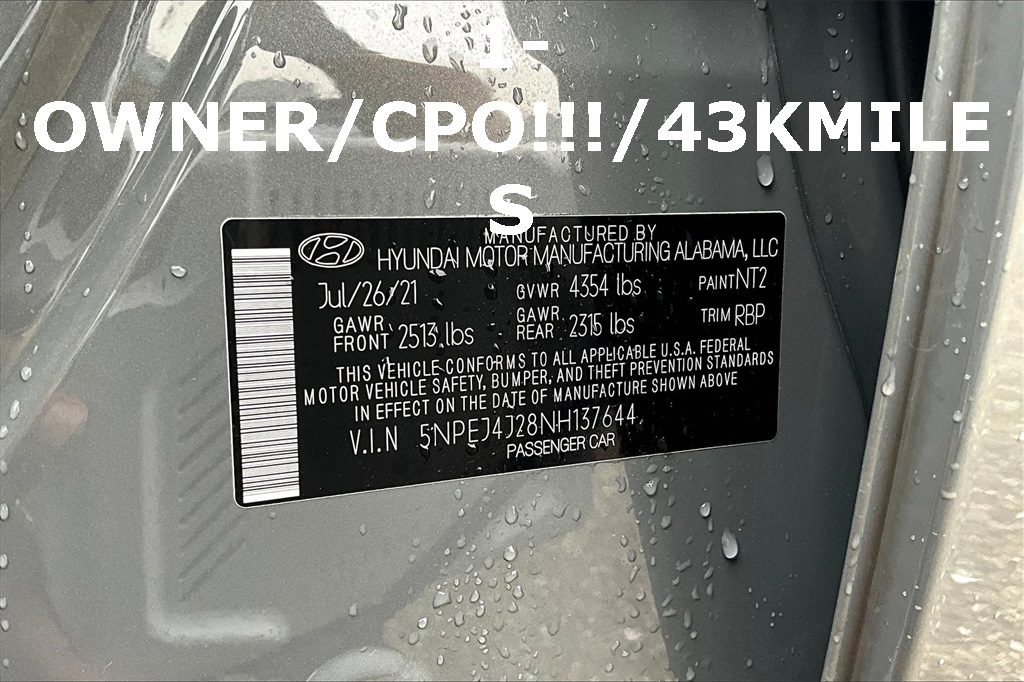 1-
OWNER/CPO!!!/43KMILE
S
MANUFACTURED BY
HYUNDAI MOTOR MANUFACTURING ALABAMA, LLC
Jul/26/21 GVWR 4354 lbs PAINT NT2
GAWR FRONT 2513 lbs GAWR REAR 2315 lbs TRIM RBP
THIS VEHICLE CONFORMS TO ALL APPLICABLE U.S.A. FEDERAL
MOTOR VEHICLE SAFETY, BUMPER, AND THEFT PREVENTION STANDARDS
IN EFFECT ON THE DATE OF MANUFACTURE SHOWN ABOVE
V.I.N 5NPEJ4J28NH137644
PASSENGER CAR